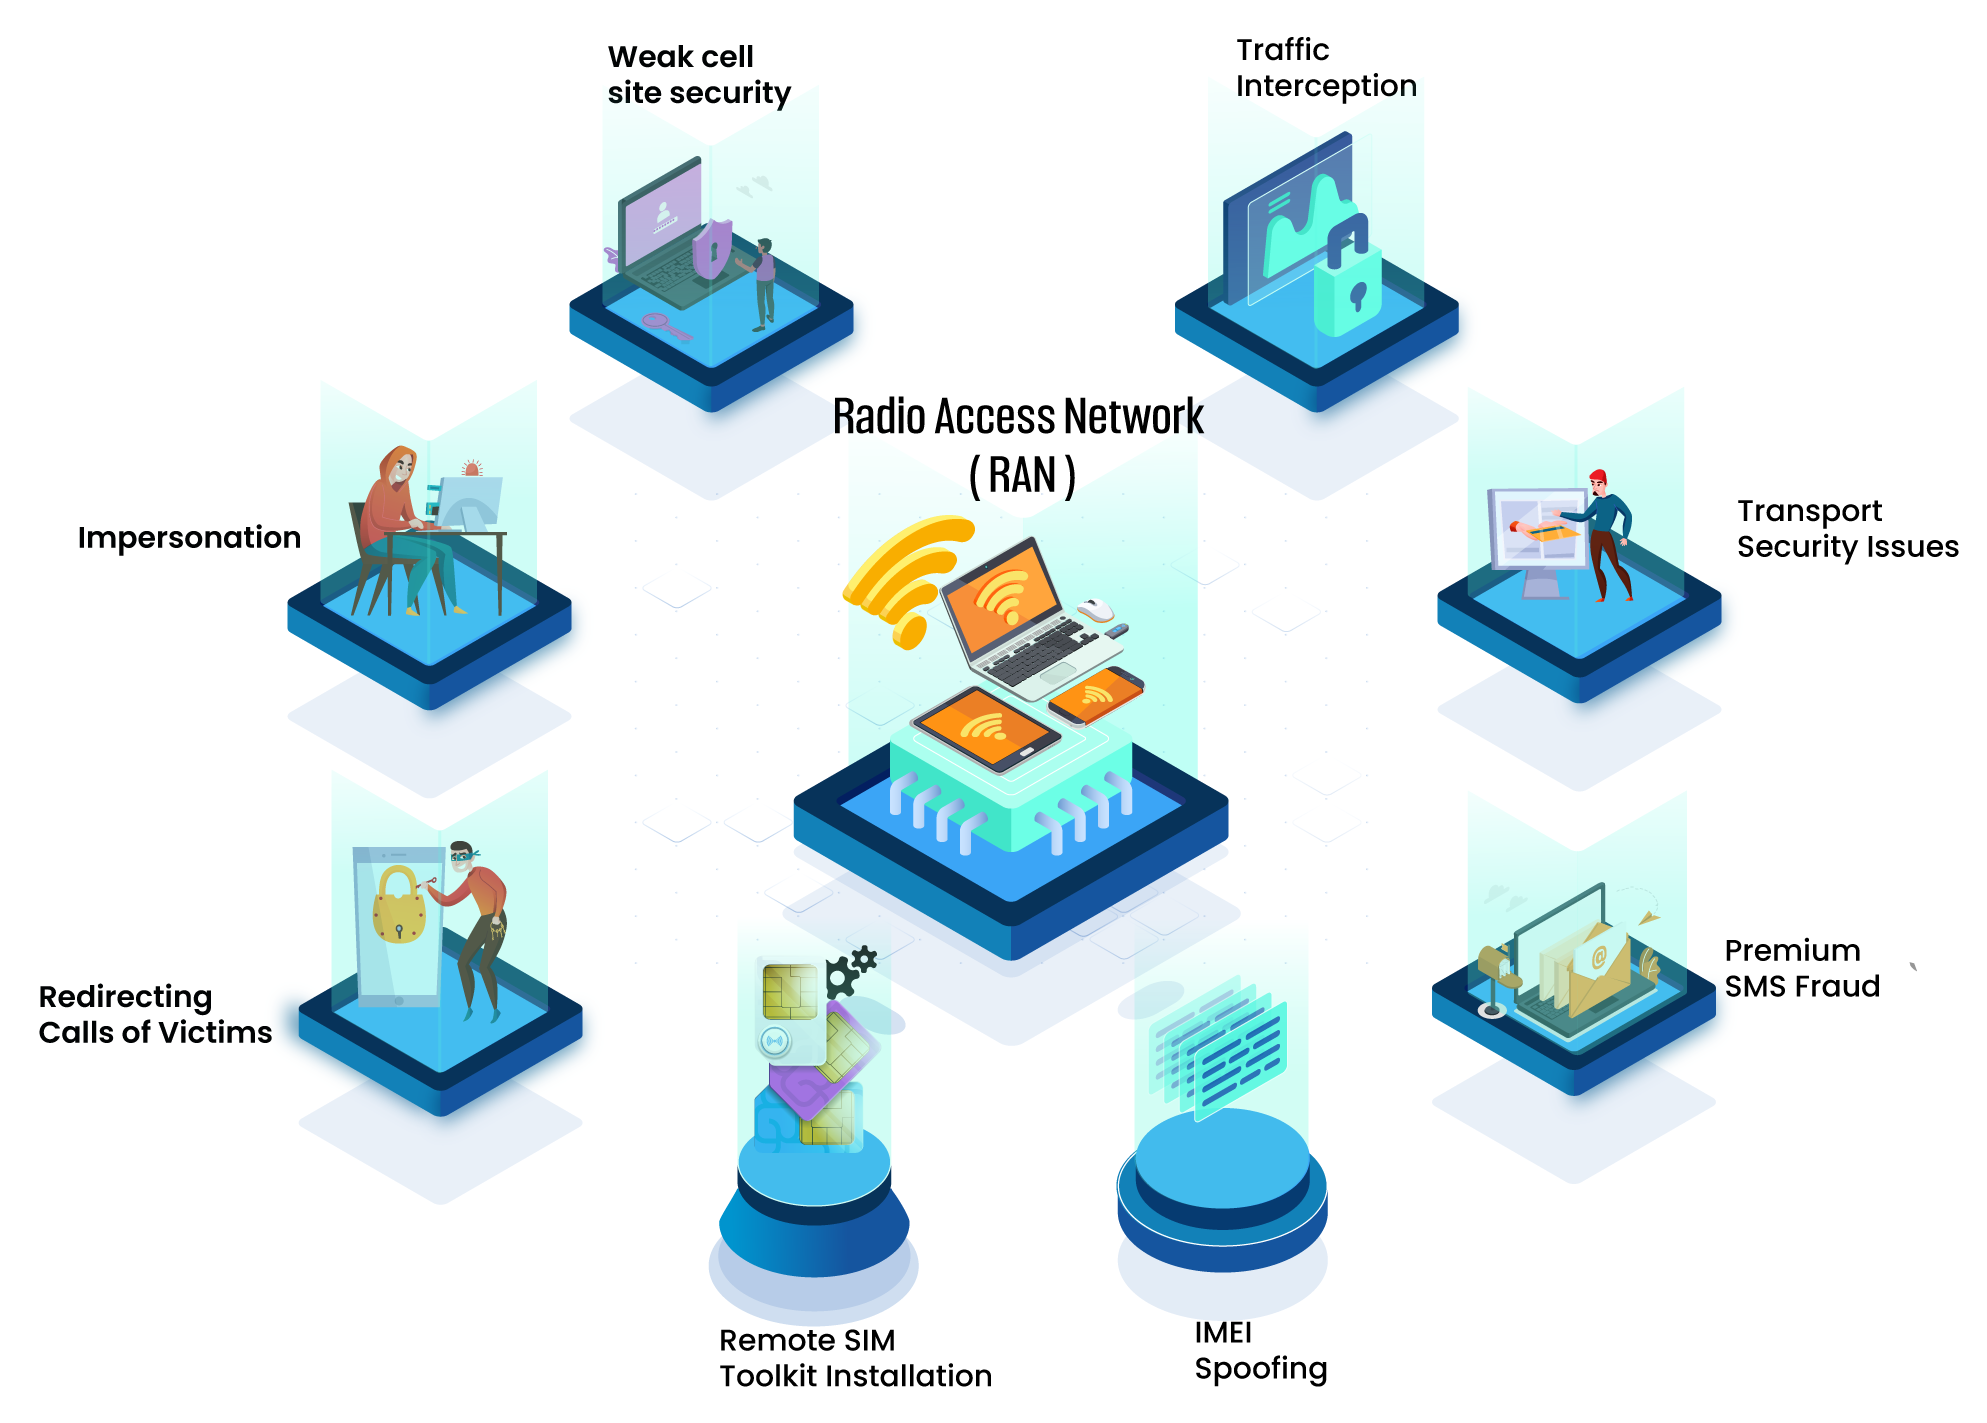 Weak cell
site security
Traffic
Interception
Radio Access Network
( RAN )
Impersonation
Transport
Security Issues
Redirecting
Calls of Victims
Premium
SMS Fraud
@
Remote SIM
Toolkit Installation
IMEI
Spoofing